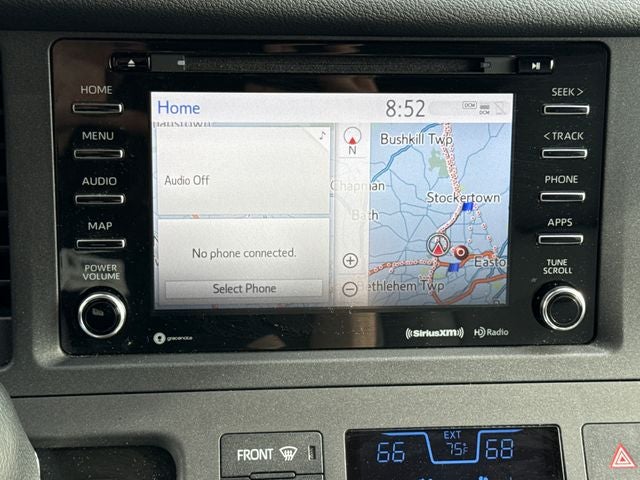 HOME
MENU
AUDIO
MAP
POWER
VOLUME
SEEK >
< TRACK
PHONE
APPS
TUNE
SCROLL
Home
8:52
DCM
DCM
Audio Off
No phone connected.
Select Phone
N
Bushkill Twp
Chapman
Stockertown
Bath
Easto
Bethlehem Twp
gracenote
((SiriusXM))
HD Radio
FRONT
66
EXT
75°F
68